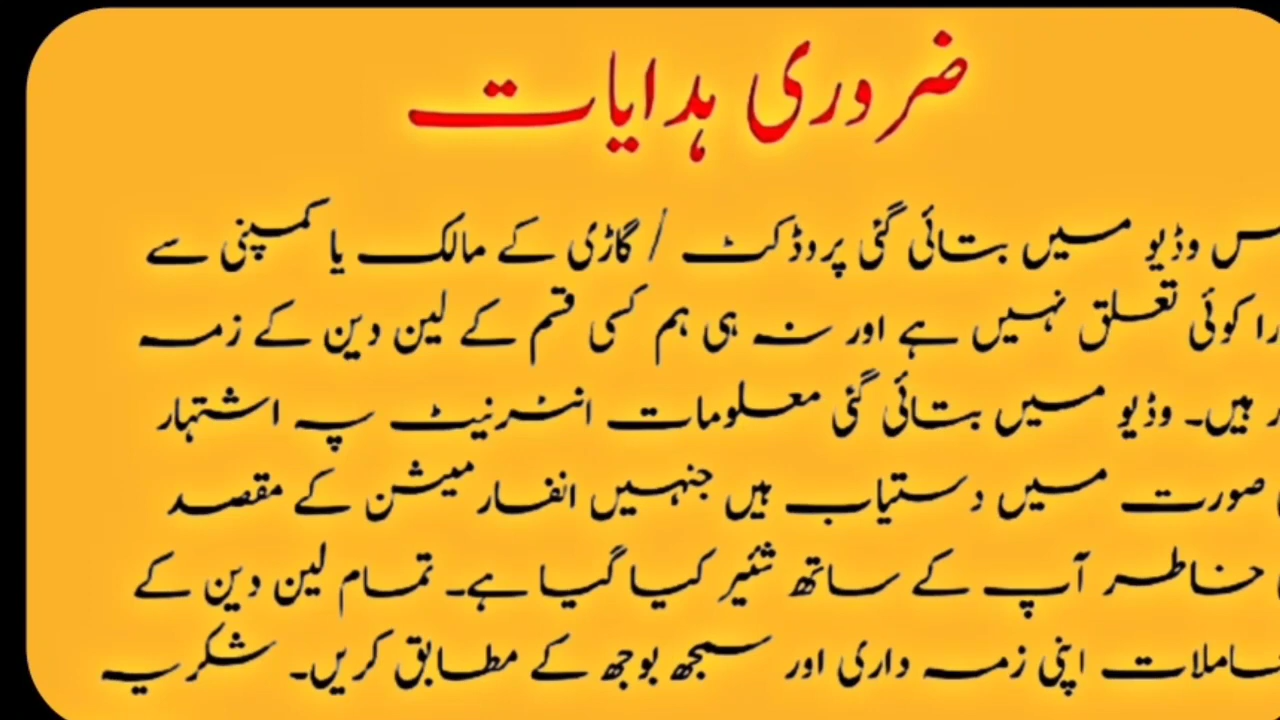 ضروری ہدایات
س وڈیو میں بتائی گئی پروڈکٹ / گاڑی کے مالک یا کمپنی سے
را کوئی تعلق نہیں ہے اور نہ ہی ہم کسی قسم کے لین دین کے زمہ
ر ہیں۔ وڈیو میں بتائی گئی معلومات انٹرنیٹ پہ اشتہار
صورت میں دستیاب ہیں جنہیں انفارمیشن کے مقصد
خاطر آپ کے ساتھ شئیر کیا گیا ہے۔ تمام لین دین کے
عاملات اپنی زمہ داری اور سمجھ بوجھ کے مطابق کریں۔ شکریہ